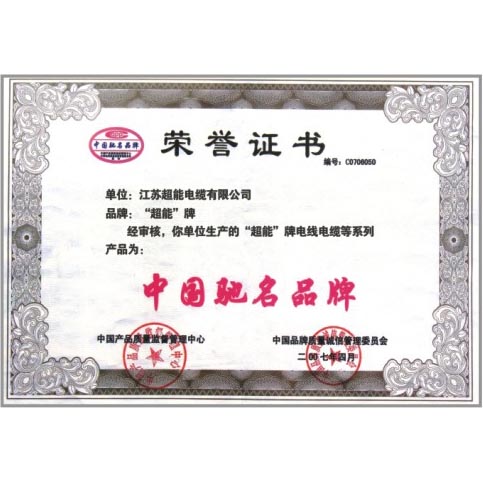 中国驰名品牌
荣誉证书
编号：C0706050
单位：江苏超能电缆有限公司
品牌：“超能”牌
经审核，你单位生产的“超能”牌电线电缆等系列
产品为：
中国驰名品牌
中国产品质量监督管理中心
中国品牌质量诚信管理委员会
二00七年四月